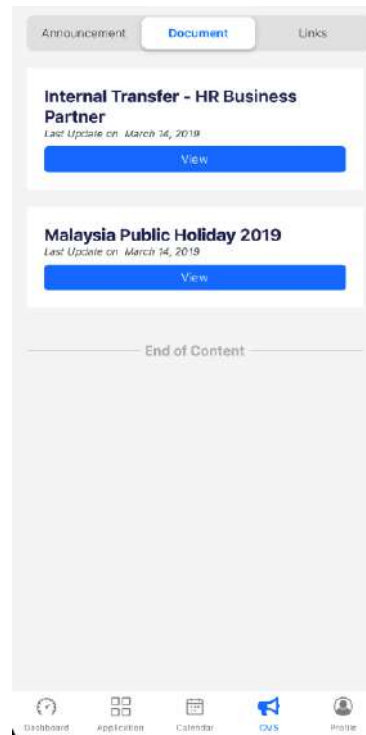 Announcement Document Links
Internal Transfer - HR Business
Partner
Last Update on March 14, 2019
View
Malaysia Public Holiday 2019
Last Update on March 14, 2019
View
End of Content
Dashboard Application Calendar CMS Profile